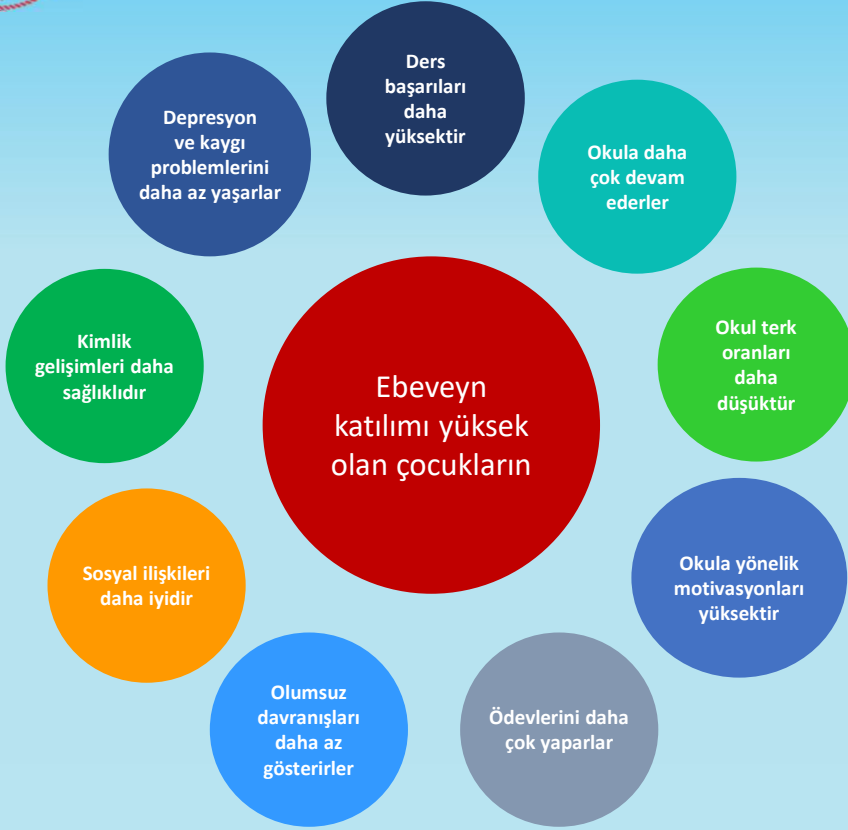 Ebeveyn
katılımı yüksek
olan çocukların
Ders
başarıları
daha
yüksektir
Okula daha
çok devam
ederler
Okul terk
oranları
daha
düşüktür
Okula yönelik
motivasyonları
yüksektir
Ödevlerini daha
çok yaparlar
Olumsuz
davranışları
daha az
gösterirler
Sosyal ilişkileri
daha iyidir
Kimlik
gelişimleri daha
sağlıklıdır
Depresyon
ve kaygı
problemlerini
daha az yaşarlar